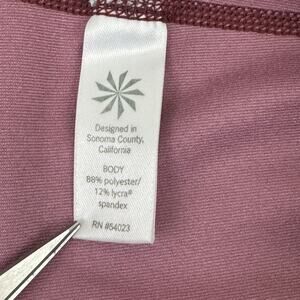 Designed in
Sonoma County,
California
BODY
88% polyester/
12% lycra®
spandex
RN #54023